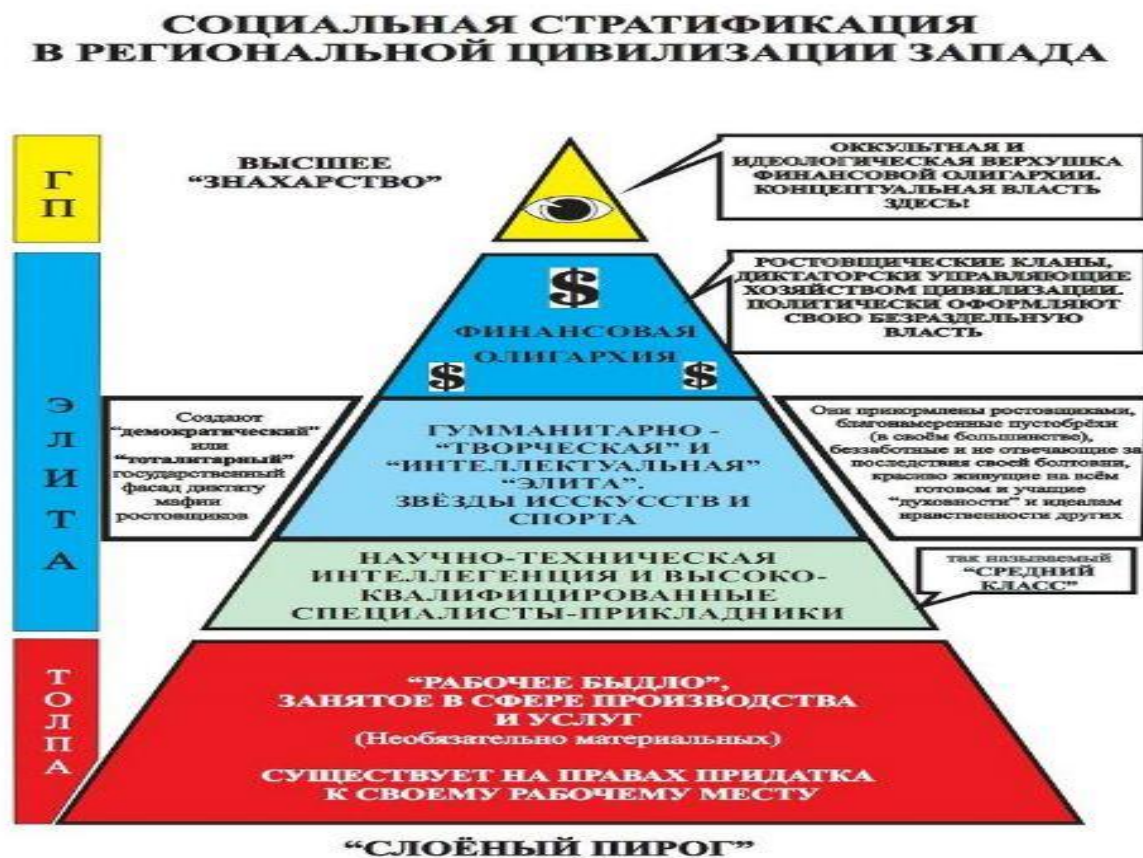 СОЦИАЛЬНАЯ СТРАТИФИКАЦИЯ
В РЕГИОНАЛЬНОЙ ЦИВИЛИЗАЦИИ ЗАПАДА
Г
П
ВЫСШЕЕ
“ЗНАХАРСТВО”
ОККУЛЬТНАЯ И
ИДЕОЛОГИЧЕСКАЯ ВЕРХУШКА
ФИНАНСОВОЙ ОЛИГАРХИИ.
КОНЦЕПТУАЛЬНАЯ ВЛАСТЬ
ЗДЕСЬ!
Э
Л
И
Т
А
$
ФИНАНСОВАЯ
ОЛИГАРХИЯ
$ $
РОСТОВЩИЧЕСКИЕ КЛАНЫ,
ДИКТАТОРСКИ УПРАВЛЯЮЩИЕ
ХОЗЯЙСТВОМ ЦИВИЛИЗАЦИИ.
ПОЛИТИЧЕСКИ ОФОРМЛЯЮТ
СВОЮ БЕЗРАЗДЕЛЬНУЮ
ВЛАСТЬ
Создают
“демократический”
или
“тоталитарный”
государственный
фасад диктату
мафии
ростовщиков
ГУММАНИТАРНО -
“ТВОРЧЕСКАЯ” И
“ИНТЕЛЛЕКТУАЛЬНАЯ”
“ЭЛИТА”.
ЗВЁЗДЫ ИССКУССТВ И
СПОРТА
Они прикормлены ростовщиками,
благонамеренные пустобрёхи
(в своём большинстве),
беззаботные и не отвечающие за
последствия своей болтовни,
красиво живущие на всём
готовом и учащие
“духовности” и идеалам
нравственности других
НАУЧНО-ТЕХНИЧЕСКАЯ
ИНТЕЛЛЕГЕНЦИЯ И ВЫСОКО-
КВАЛИФИЦИРОВАННЫЕ
СПЕЦИАЛИСТЫ-ПРИКЛАДНИКИ
так называемый
“СРЕДНИЙ
КЛАСС”
Т
О
Л
П
А
“РАБОЧЕЕ БЫДЛО”,
ЗАНЯТОЕ В СФЕРЕ ПРОИЗВОДСТВА
И УСЛУГ
(Необязательно материальных)
СУЩЕСТВУЕТ НА ПРАВАХ ПРИДАТКА
К СВОЕМУ РАБОЧЕМУ МЕСТУ
“СЛОЁНЫЙ ПИРОГ”